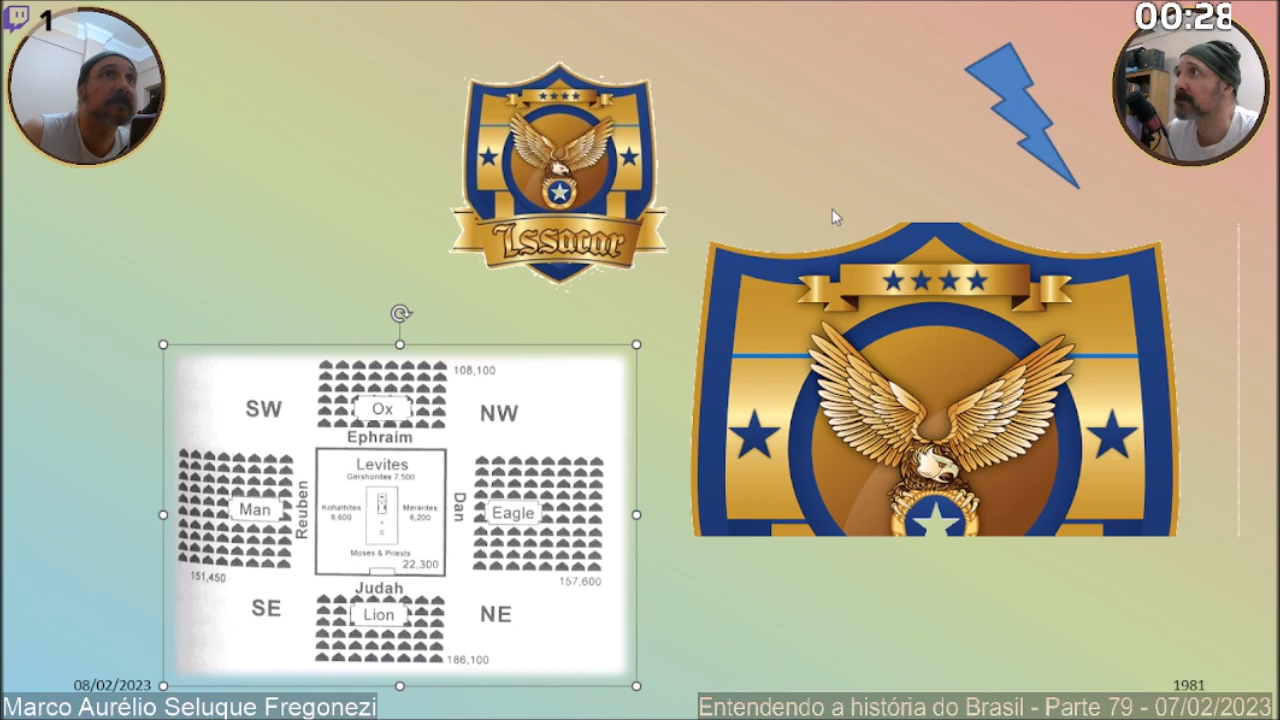 1
00:28
Issacar
108,100
SW
Ox
NW
Ephraim
Levites
Gershonites 7,500
Man
Reuben
Kohathites
8,600
Merarites
6,200
Dan
Eagle
Moses & Priests
22,300
151,450
157,600
Judah
SE
Lion
NE
186,100
08/02/2023
1981
Marco Aurélio Seluque Fregonezi
Entendendo a história do Brasil - Parte 79 - 07/02/2023